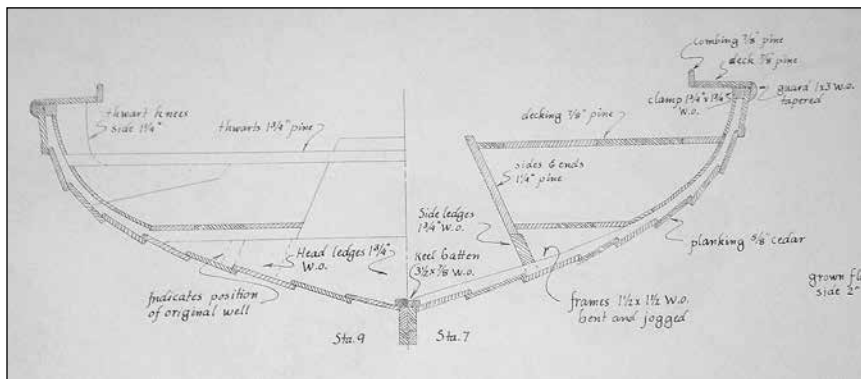 combing 7/8" pine
deck 7/8" pine
guard 1x3 W.O.
tapered
clamp 1 3/4" x 1 3/4"
W.O.
thwart knees
side 1 1/4"
thwarts 1 3/4" pine
decking 7/8" pine
sides & ends
1 1/4" pine
Side ledges
1 3/4" W.O.
planking 5/8" cedar
Head ledges 1 3/4"
W.O.
Keel batten
3 1/2 x 7/8 W.O.
Indicates position
of original well
frames 1 1/2 x 1 1/2 W.O.
bent and jogged
grown
side 2"
Sta. 9
Sta. 7